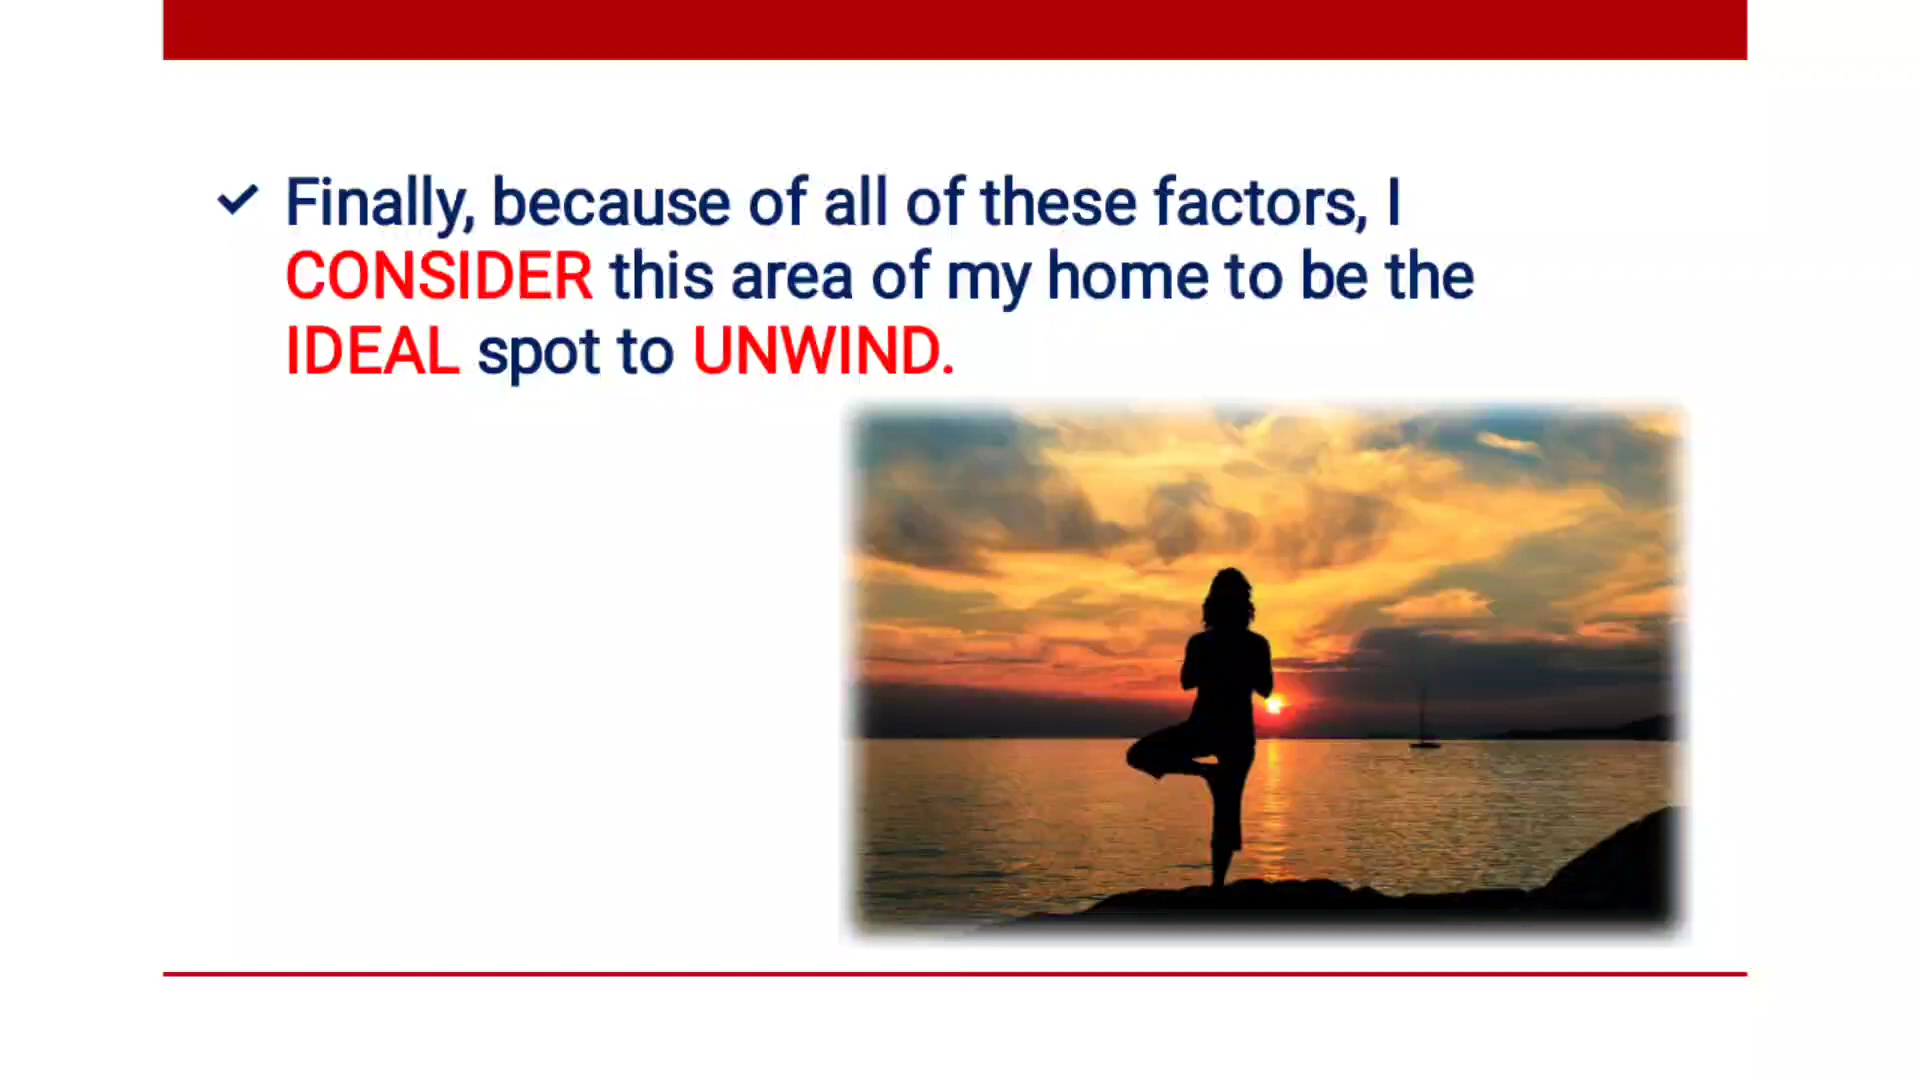 Finally, because of all of these factors, I
CONSIDER this area of my home to be the
IDEAL spot to UNWIND.